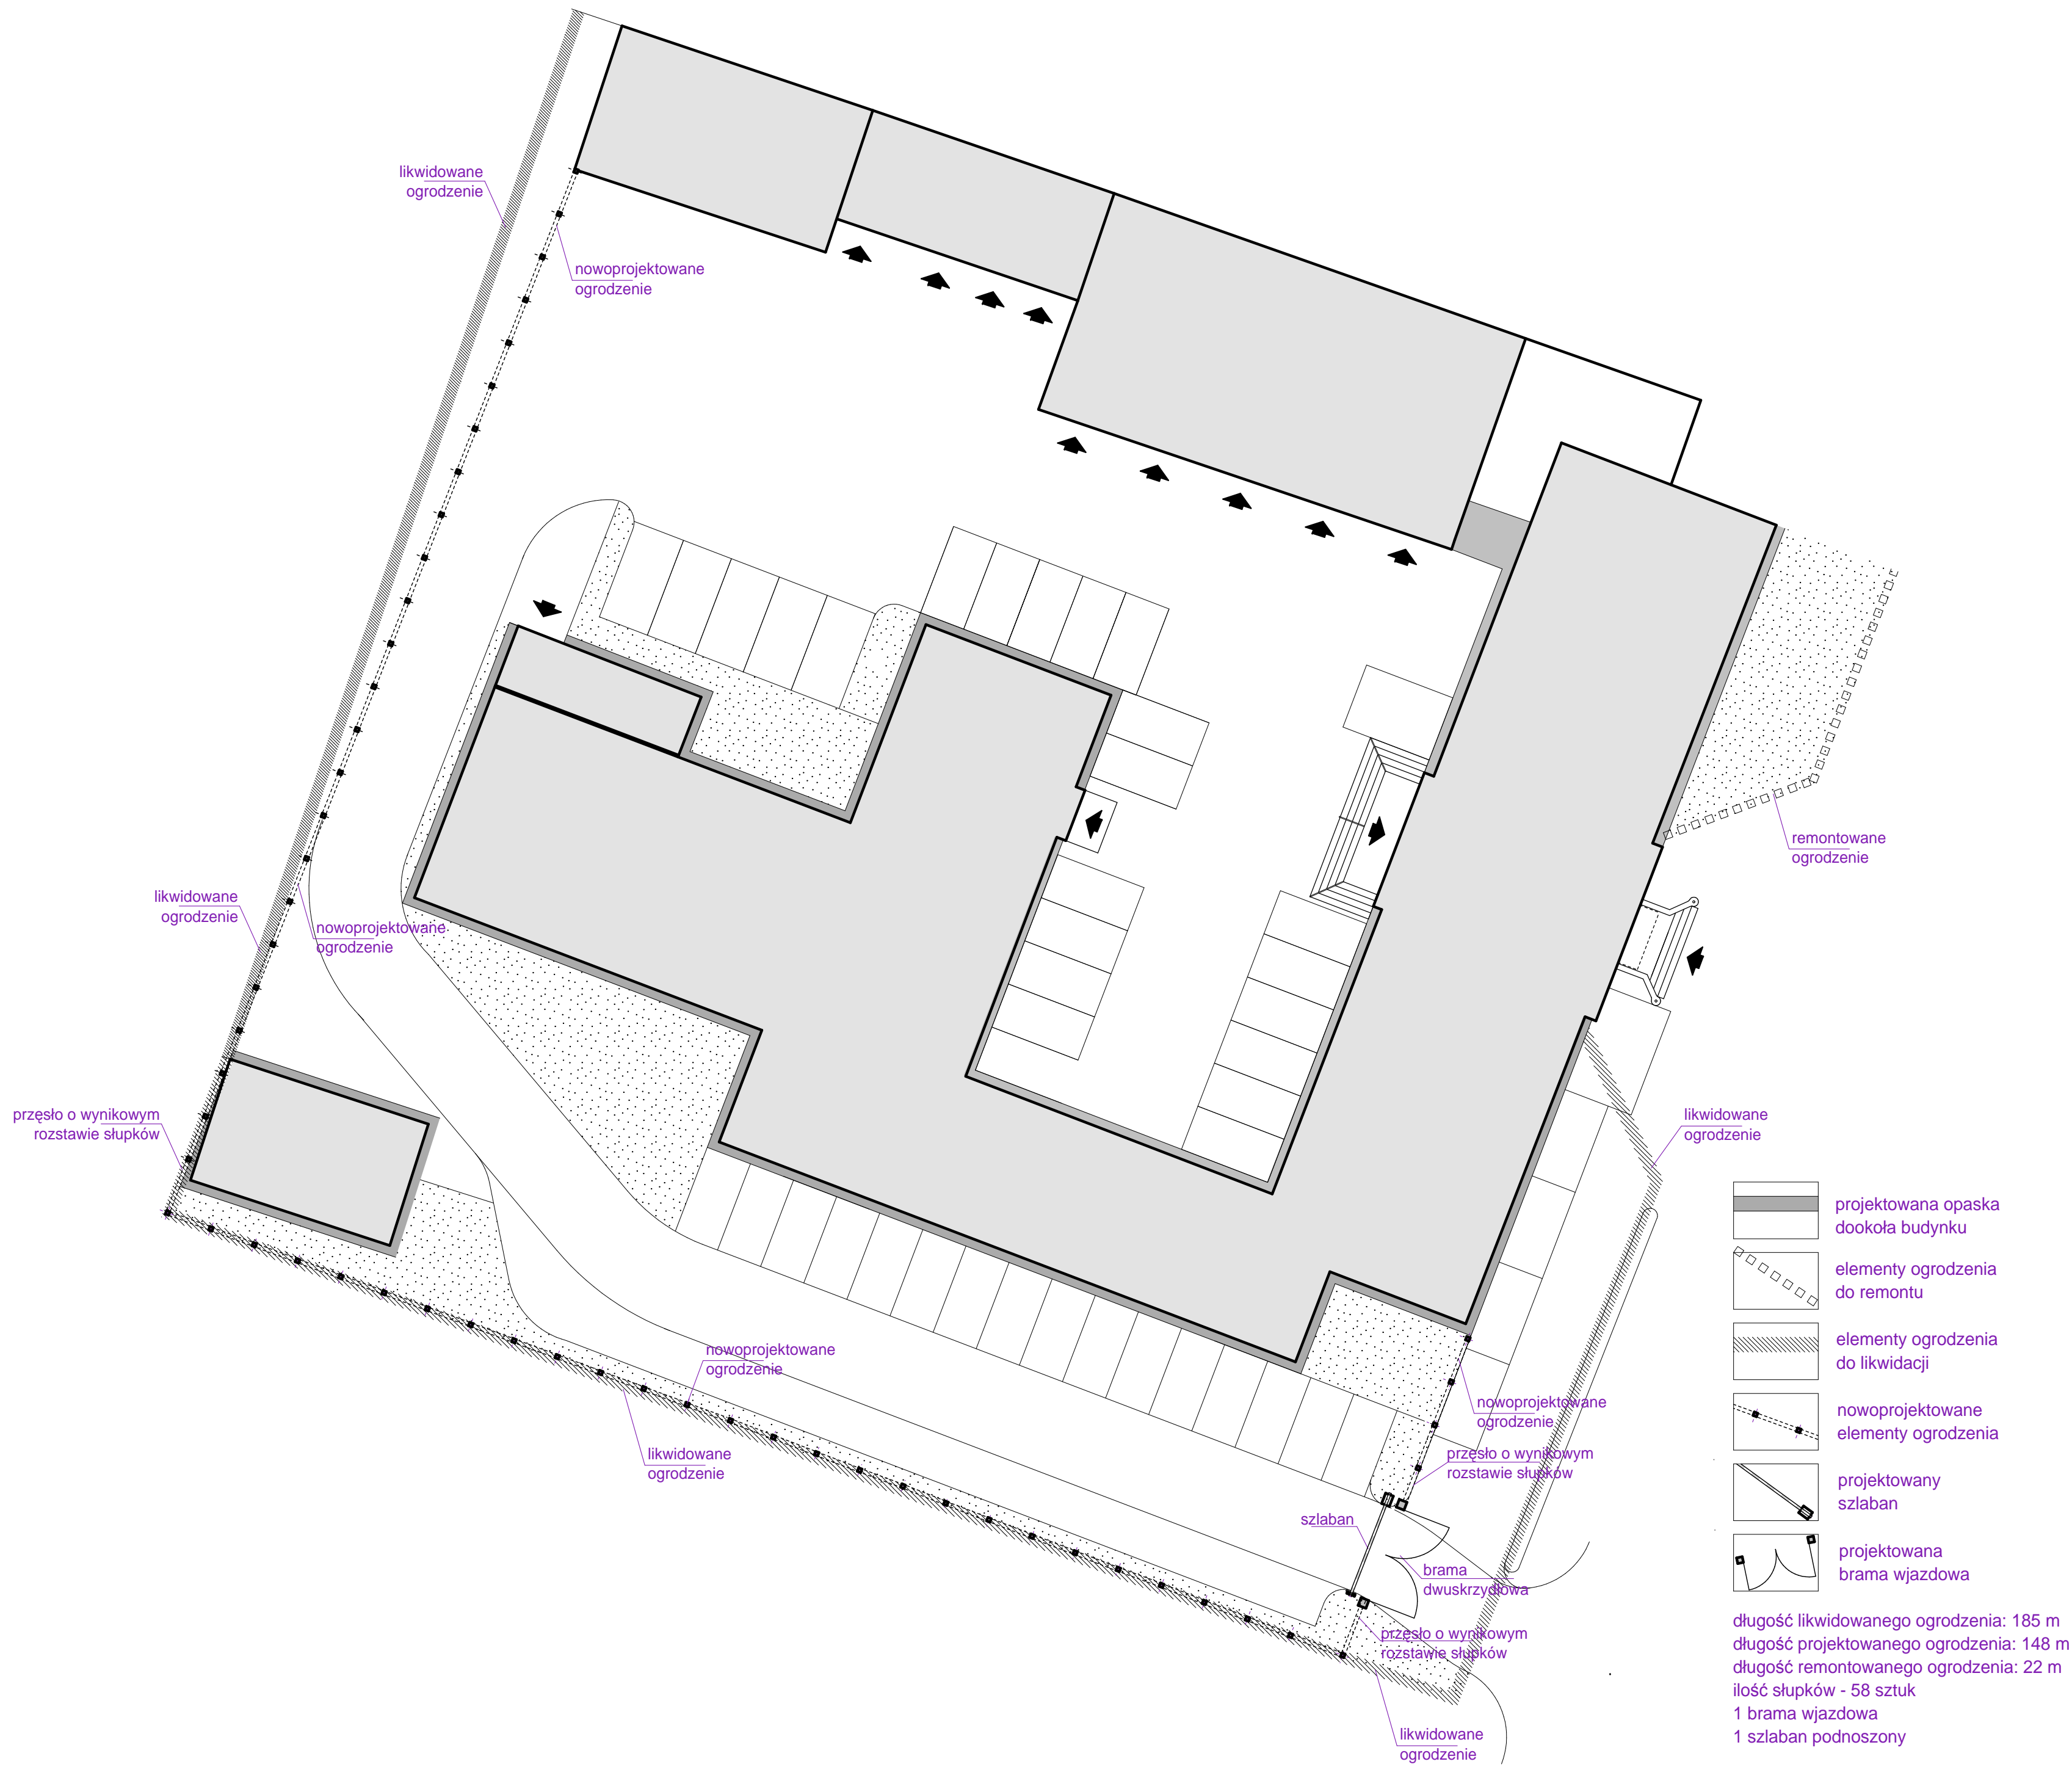 likwidowane
ogrodzenie
nowoprojektowane
ogrodzenie
remontowane
ogrodzenie
likwidowane
ogrodzenie
nowoprojektowane
ogrodzenie
przęsło o wynikowym
rozstawie słupków
likwidowane
ogrodzenie
nowoprojektowane
ogrodzenie
likwidowane
ogrodzenie
nowoprojektowane
ogrodzenie
przęsło o wynikowym
rozstawie słupków
szlaban
brama
dwuskrzydłowa
przęsło o wynikowym
rozstawie słupków
likwidowane
ogrodzenie
projektowana opaska
dookoła budynku
elementy ogrodzenia
do remontu
elementy ogrodzenia
do likwidacji
nowoprojektowane
elementy ogrodzenia
projektowany
szlaban
projektowana
brama wjazdowa
długość likwidowanego ogrodzenia: 185 m
długość projektowanego ogrodzenia: 148 m
długość remontowanego ogrodzenia: 22 m
ilość słupków - 58 sztuk
1 brama wjazdowa
1 szlaban podnoszony